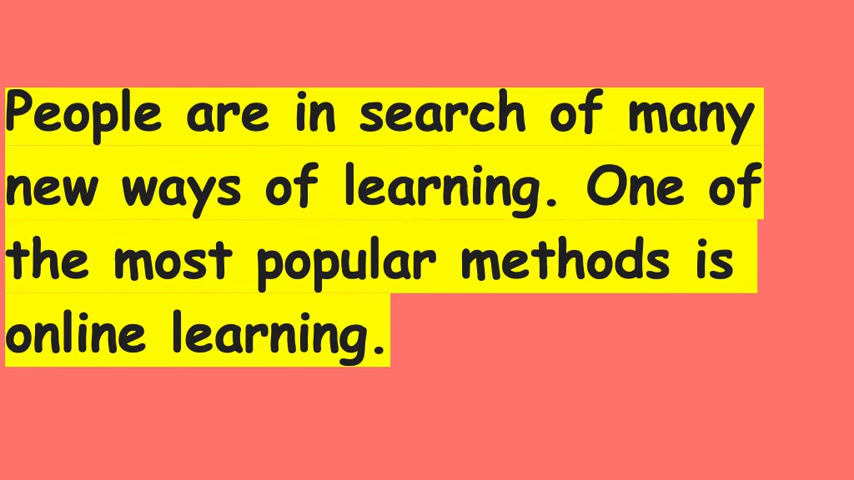 People are in search of many
new ways of learning. One of
the most popular methods is
online learning.